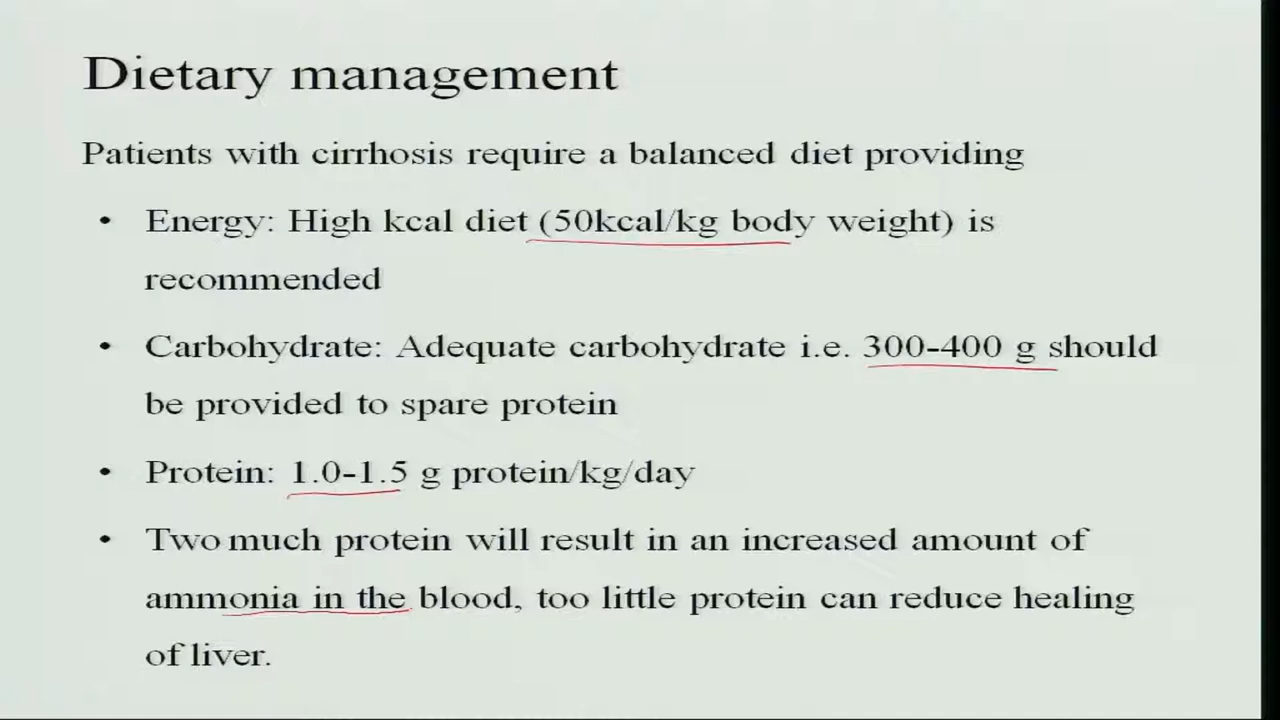 Dietary management
Patients with cirrhosis require a balanced diet providing
• Energy: High kcal diet (50kcal/kg body weight) is
recommended
• Carbohydrate: Adequate carbohydrate i.e. 300-400 g should
be provided to spare protein
• Protein: 1.0-1.5 g protein/kg/day
• Two much protein will result in an increased amount of
ammonia in the blood, too little protein can reduce healing
of liver.